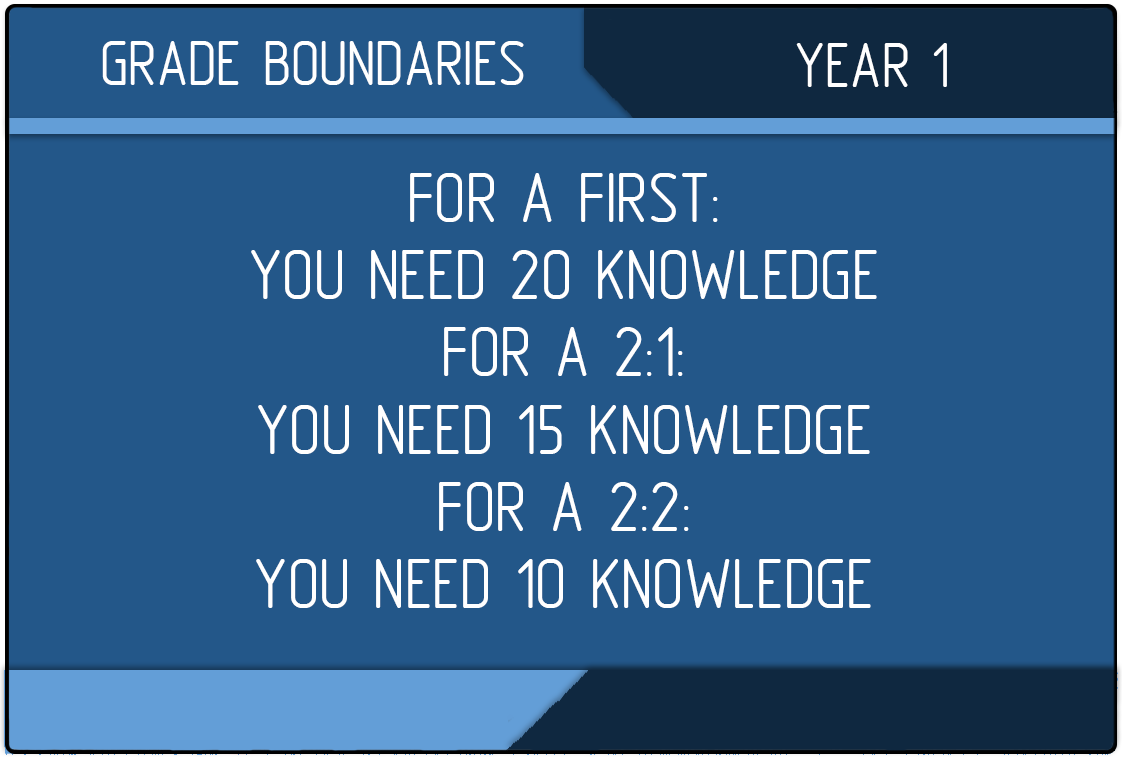 GRADE BOUNDARIES
YEAR 1
FOR A FIRST:
YOU NEED 20 KNOWLEDGE
FOR A 2:1:
YOU NEED 15 KNOWLEDGE
FOR A 2:2:
YOU NEED 10 KNOWLEDGE